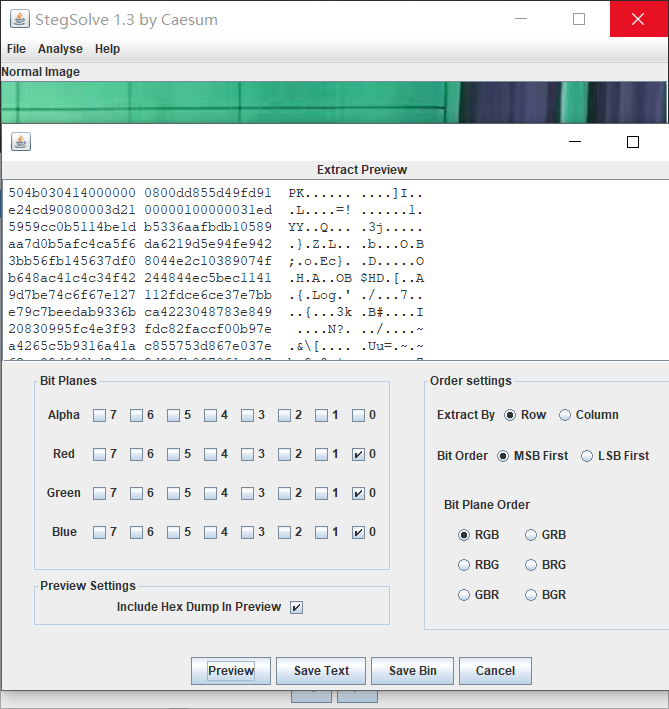 StegSolve 1.3 by Caesum
File Analyse Help
Normal Image
Extract Preview
504b030414000000 0800dd855d49fd91 PK...... ....]I..
e24cd90800003d21 00000100000031ed .L....=! ......1.
5959cc0b5114be1d b5336aafbdb10589 YY..Q... .3j.....
aa7d0b5afc4ca5f6 da6219d5e94fe942 .}.Z.L.. .b...O.B
3bb56fb145637df0 8044e2c10389074f ;.o.Ec}. .D.....O
b648ac41c4c34f42 244844ec5bec1141 .H.A..OB $HD.[..A
9d7be74c6f67e127 112fdce6ce37e7bb .{.Log.' ./...7..
e79c7beedab9336b ca4223048783e849 ..{...3k .B#....I
20830995fc4e3f93 fdc82faccf00b97e ....N?. ../....~
a4265c5b9316a41a c855753d867e037e .&\[.... .Uu=.~.~
Bit Planes
Alpha 7 6 5 4 3 2 1 0
Red 7 6 5 4 3 2 1 0
Green 7 6 5 4 3 2 1 0
Blue 7 6 5 4 3 2 1 0
Preview Settings
Include Hex Dump In Preview
Order settings
Extract By Row Column
Bit Order MSB First LSB First
Bit Plane Order
RGB GRB
RBG BRG
GBR BGR
Preview Save Text Save Bin Cancel